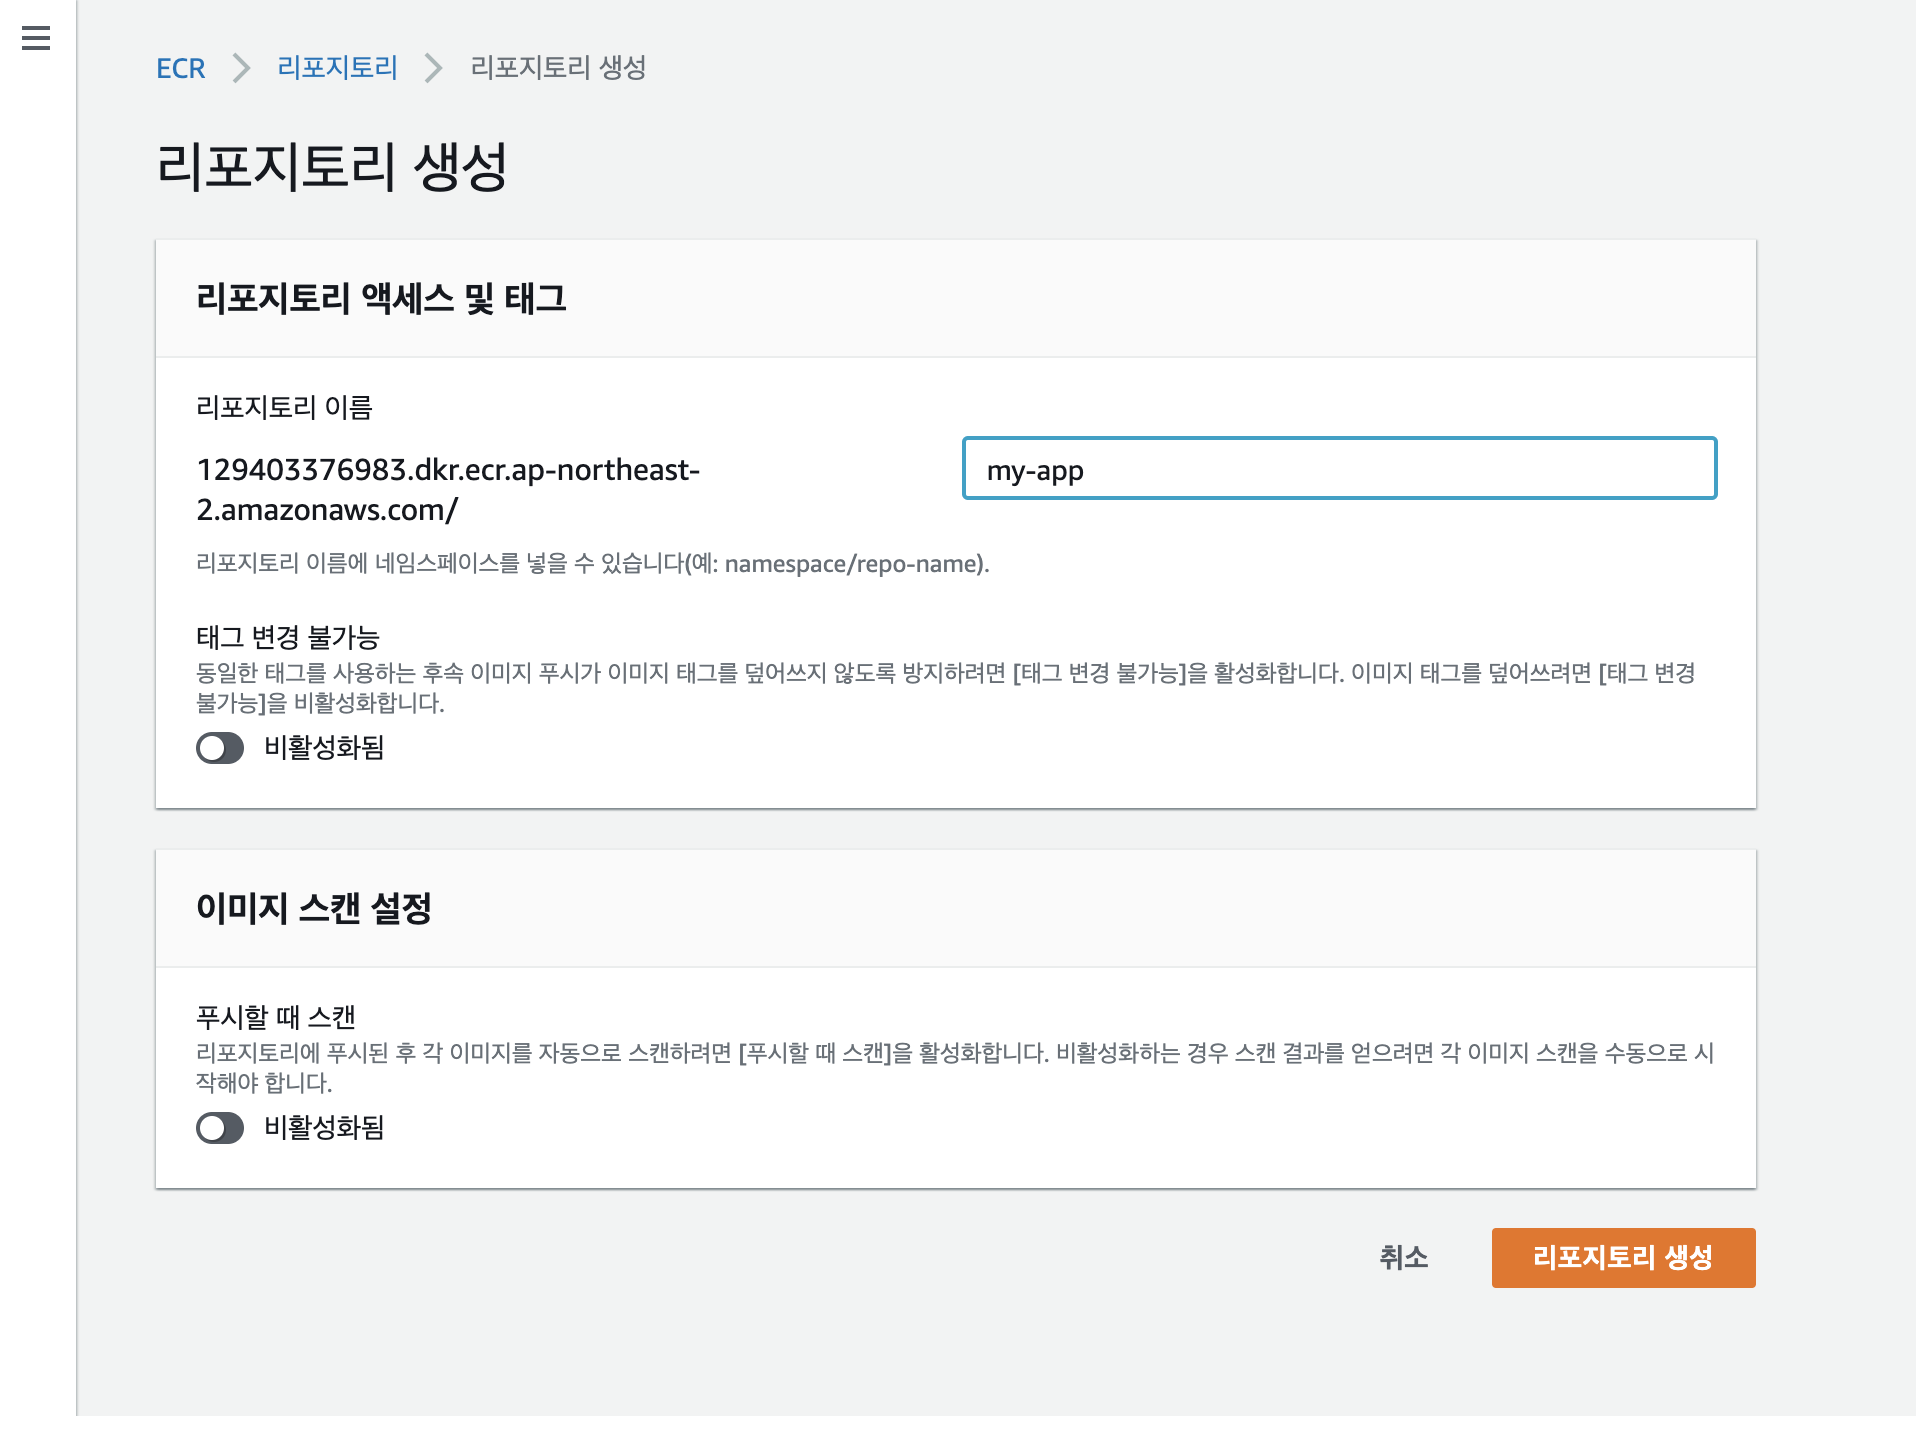 ECR > 리포지토리 > 리포지토리 생성
리포지토리 생성
리포지토리 액세스 및 태그
리포지토리 이름
129403376983.dkr.ecr.ap-northeast-
2.amazonaws.com/
my-app
리포지토리 이름에 네임스페이스를 넣을 수 있습니다(예: namespace/repo-name).
태그 변경 불가능
동일한 태그를 사용하는 후속 이미지 푸시가 이미지 태그를 덮어쓰지 않도록 방지하려면 [태그 변경 불가능]을 활성화합니다. 이미지 태그를 덮어쓰려면 [태그 변경
불가능]을 비활성화합니다.
비활성화됨
이미지 스캔 설정
푸시할 때 스캔
리포지토리에 푸시된 후 각 이미지를 자동으로 스캔하려면 [푸시할 때 스캔]을 활성화합니다. 비활성화하는 경우 스캔 결과를 얻으려면 각 이미지 스캔을 수동으로 시
작해야 합니다.
비활성화됨
취소
리포지토리 생성